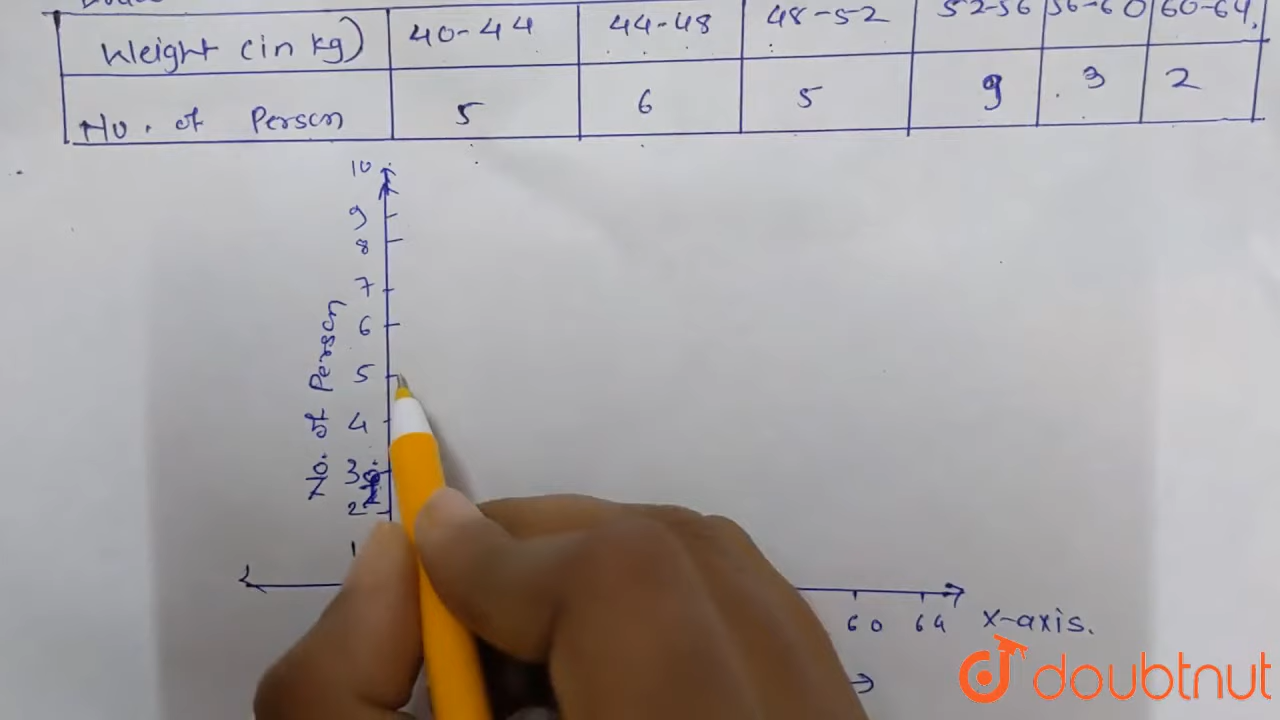 Weight (in kg) 40-44 44-48 48-52 52-56 56-60 60-64
No. of Person 5 6 5 9 3 2
10
9
8
7
6
5
4
3
2
1
No. of Person
60 64 X-axis.
doubtnut